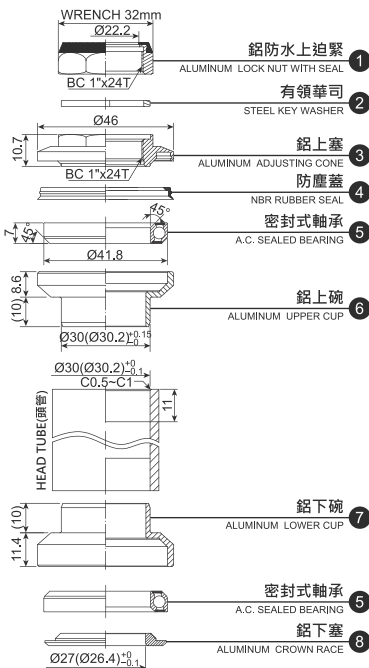 WRENCH 32mm
Ø22.2
BC 1"x24T
鋁防水上迫緊
ALUMINUM LOCK NUT WITH SEAL
1
有領華司
STEEL KEY WASHER
2
Ø46
10.7
BC 1"x24T
鋁上塞
ALUMINUM ADJUSTING CONE
3
防塵蓋
NBR RUBBER SEAL
4
45°
7
45°
Ø41.8
密封式軸承
A.C. SEALED BEARING
5
8.6
(10)
Ø30(Ø30.2)+0.15 -0
鋁上碗
ALUMINUM UPPER CUP
6
Ø30(Ø30.2)+0 -0.1
C0.5~C1
11
HEAD TUBE(頭管)
(10)
11.4
鋁下碗
ALUMINUM LOWER CUP
7
密封式軸承
A.C. SEALED BEARING
5
鋁下塞
ALUMINUM CROWN RACE
8
Ø27(Ø26.4)+0 -0.1